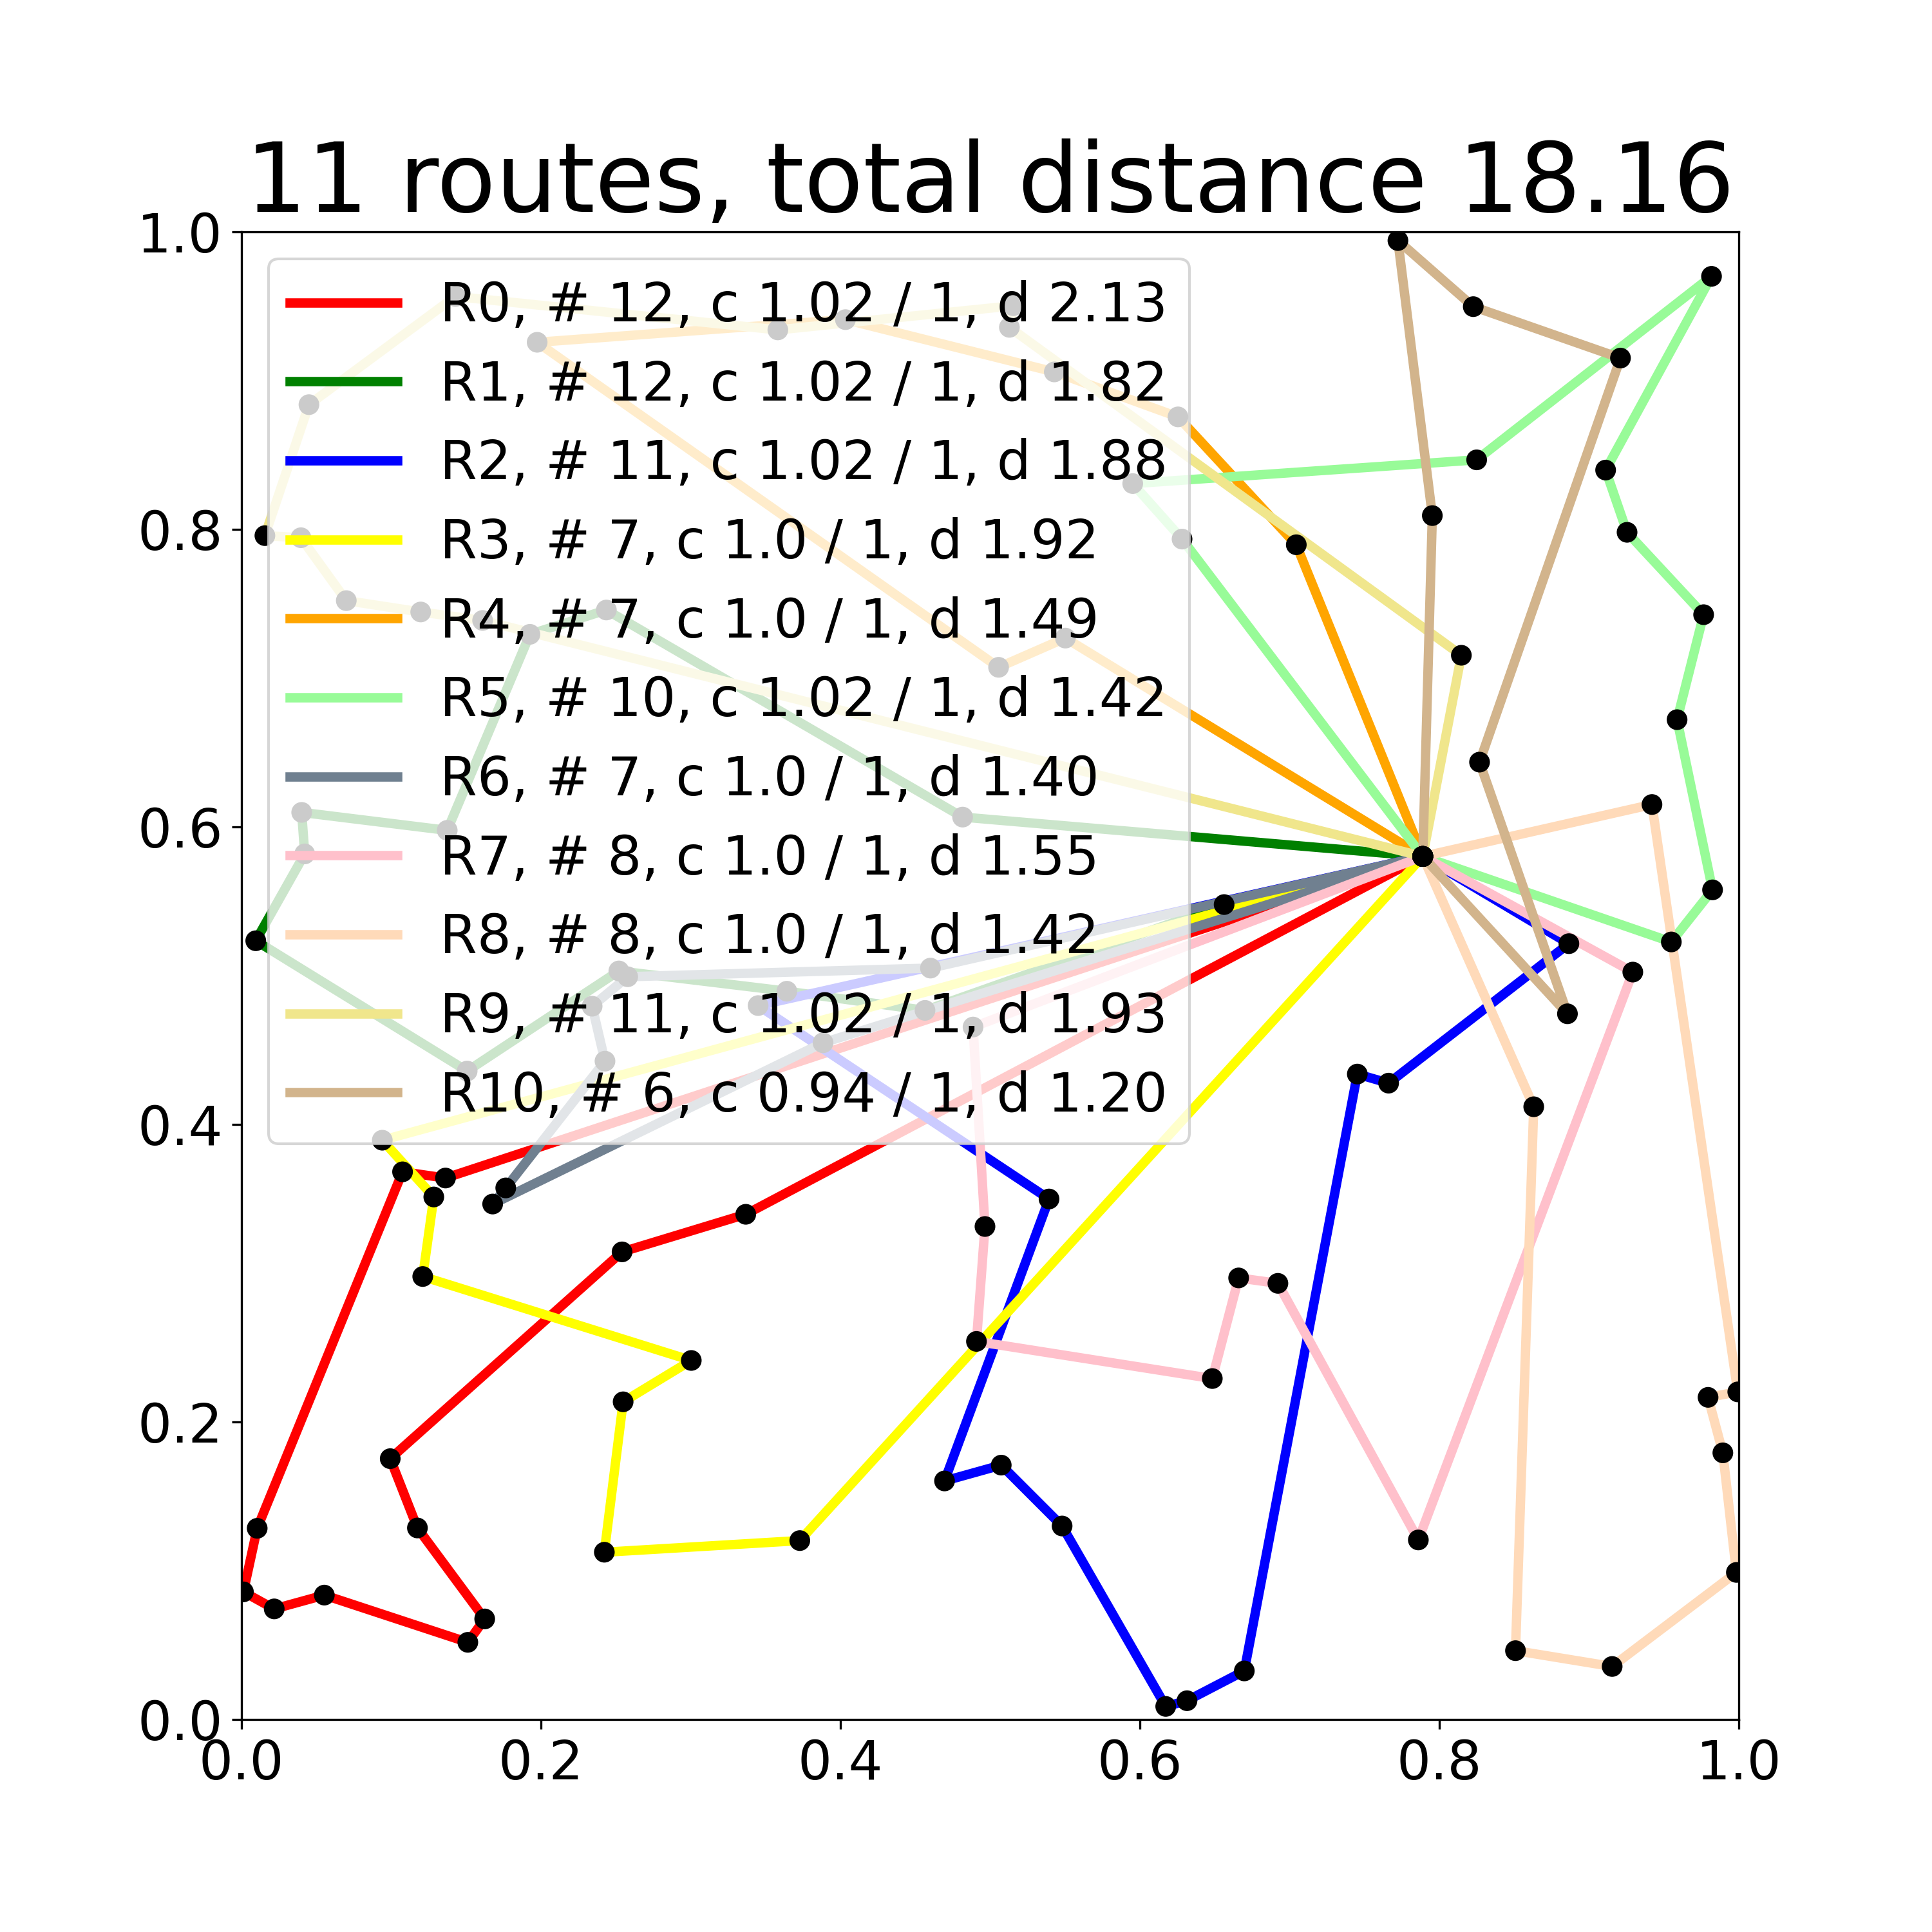 11 routes, total distance 18.16
1.0
0.8
0.6
0.4
0.2
0.0
R0, # 12, c 1.02 / 1, d 2.13
R1, # 12, c 1.02 / 1, d 1.82
R2, # 11, c 1.02 / 1, d 1.88
R3, # 7, c 1.0 / 1, d 1.92
R4, # 7, c 1.0 / 1, d 1.49
R5, # 10, c 1.02 / 1, d 1.42
R6, # 7, c 1.0 / 1, d 1.40
R7, # 8, c 1.0 / 1, d 1.55
R8, # 8, c 1.0 / 1, d 1.42
R9, # 11, c 1.02 / 1, d 1.93
R10, # 6, c 0.94 / 1, d 1.20
0.0 0.2 0.4 0.6 0.8 1.0